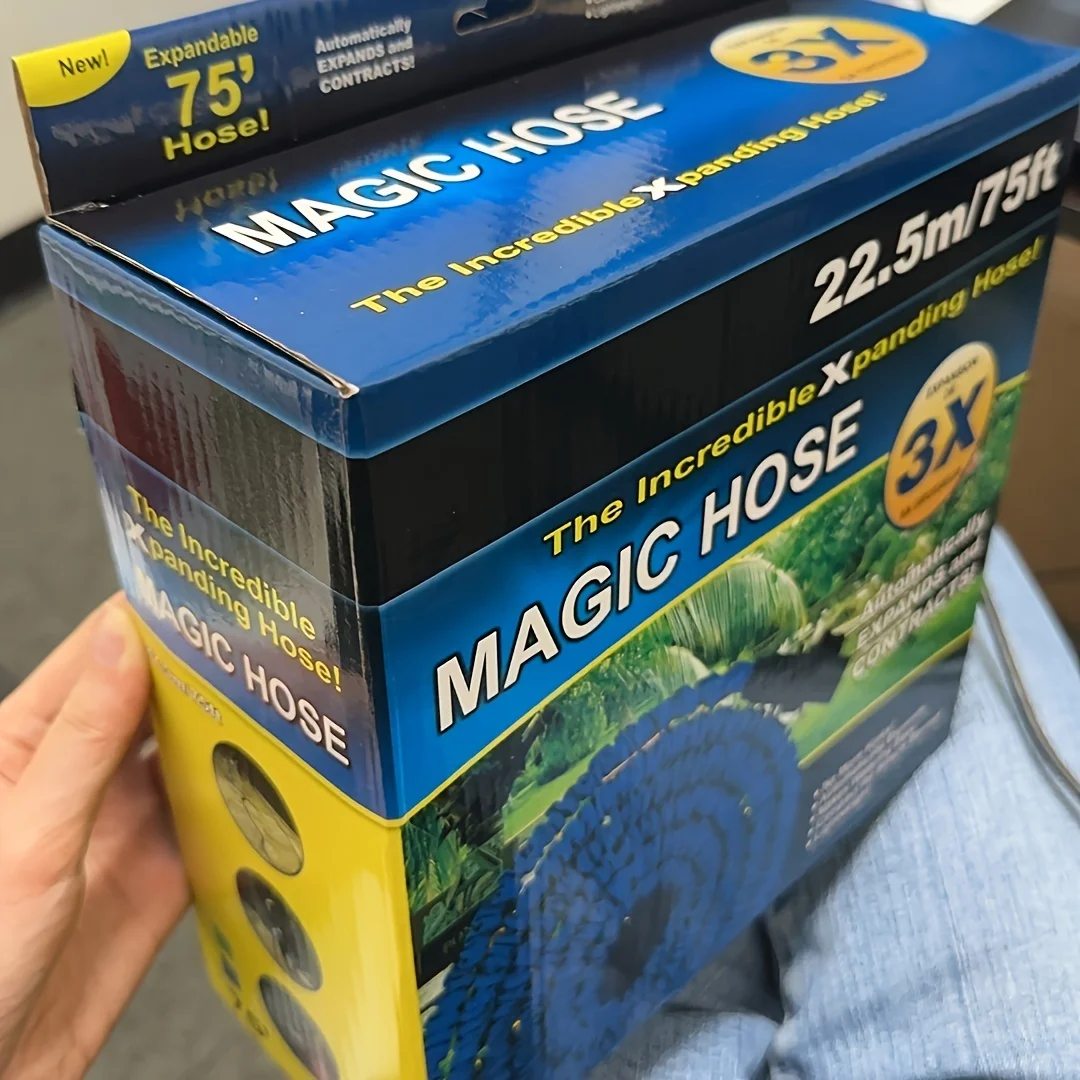 New!
Expandable
75'
Hose!
Automatically
EXPANDS and
CONTRACTS!
3X
MAGIC HOSE
The Incredible Xpanding Hose!
22.5m/75ft
The Incredible Xpanding Hose!
MAGIC HOSE
EXPANSION
3X
Automatically
EXPANDS and
CONTRACTS!
The Incredible
Xpanding Hose!
MAGIC HOSE